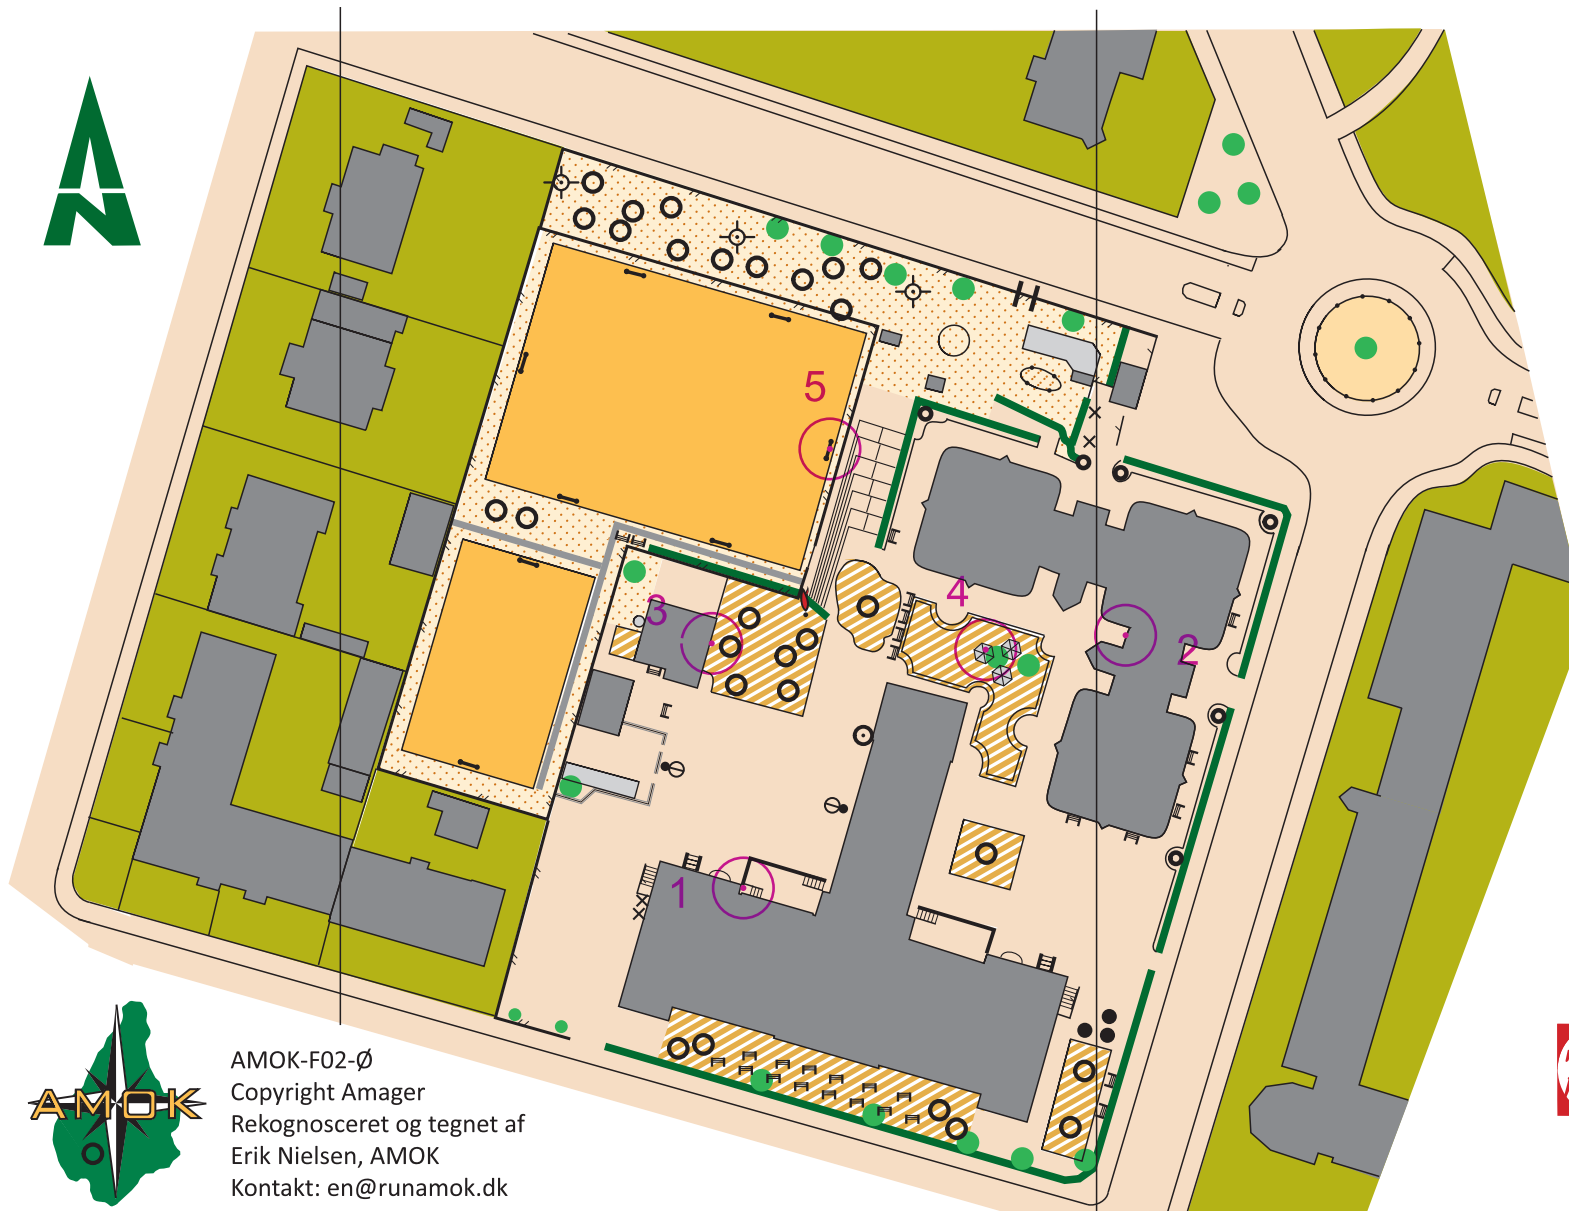 N
5
3
4
2
1
AMOK
AMOK-F02-Ø
Copyright Amager
Rekognosceret og tegnet af
Erik Nielsen, AMOK
Kontakt: en@runamok.dk